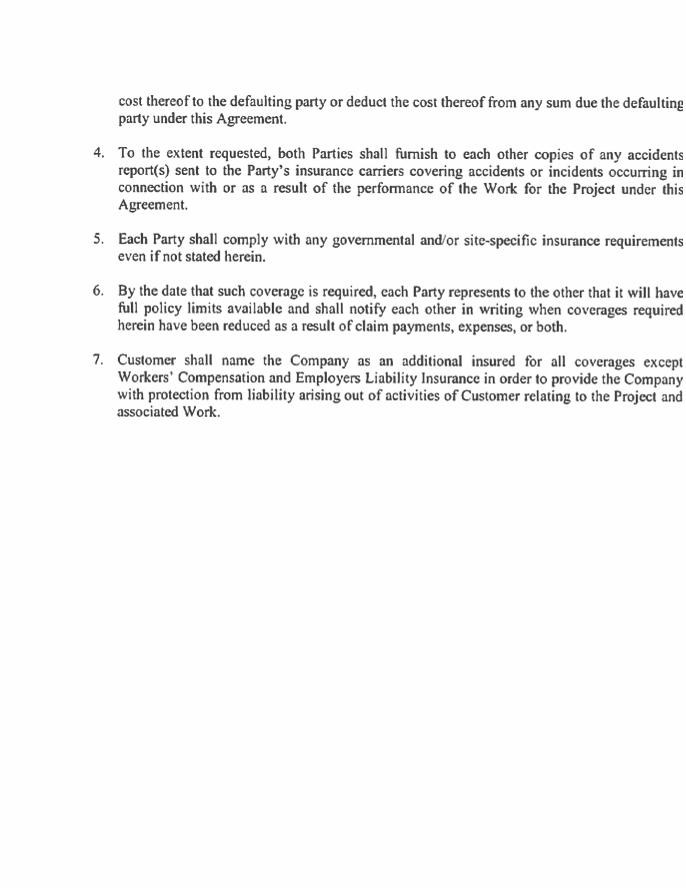 cost thereof to the defaulting party or deduct the cost thereof from any sum due the defaulting
party under this Agreement.
4. To the extent requested, both Parties shall furnish to each other copies of any accidents
report(s) sent to the Party's insurance carriers covering accidents or incidents occurring in
connection with or as a result of the performance of the Work for the Project under this
Agreement.
5. Each Party shall comply with any governmental and/or site-specific insurance requirements
even if not stated herein.
6. By the date that such coverage is required, each Party represents to the other that it will have
full policy limits available and shall notify each other in writing when coverages required
herein have been reduced as a result of claim payments, expenses, or both.
7. Customer shall name the Company as an additional insured for all coverages except
Workers' Compensation and Employers Liability Insurance in order to provide the Company
with protection from liability arising out of activities of Customer relating to the Project and
associated Work.